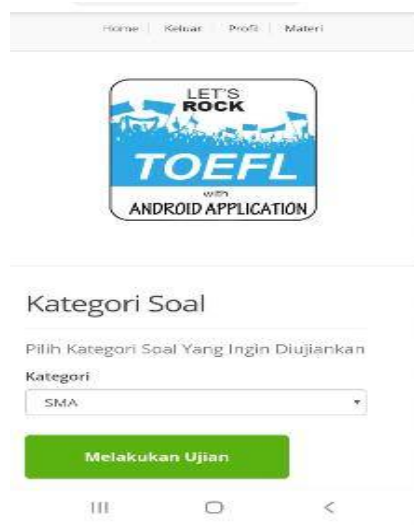 Home Keluar Profil Materi
LET'S
ROCK
TOEFL
with
ANDROID APPLICATION
Kategori Soal
Pilih Kategori Soal Yang Ingin Diujiankan
Kategori
SMA
Melakukan Ujian